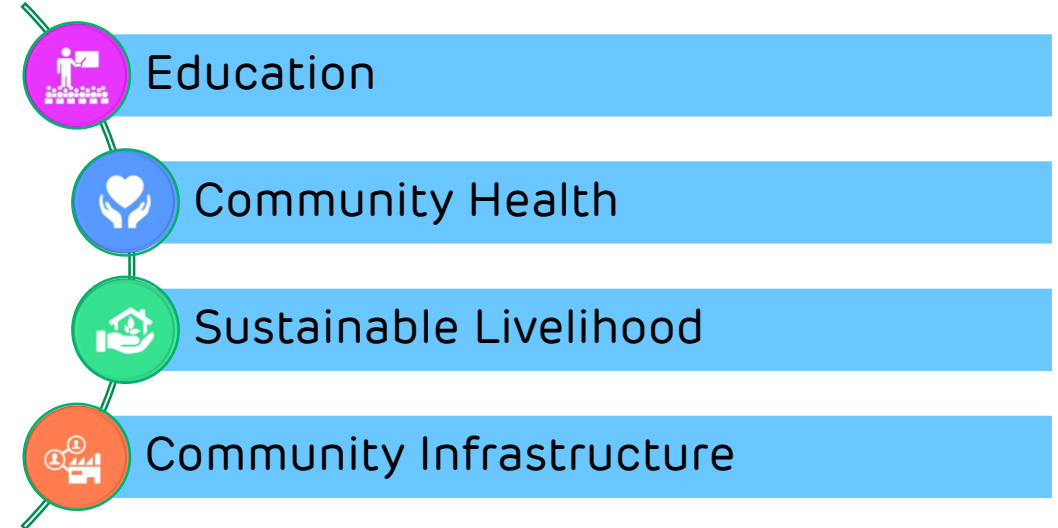 Education
Community Health
Sustainable Livelihood
Community Infrastructure